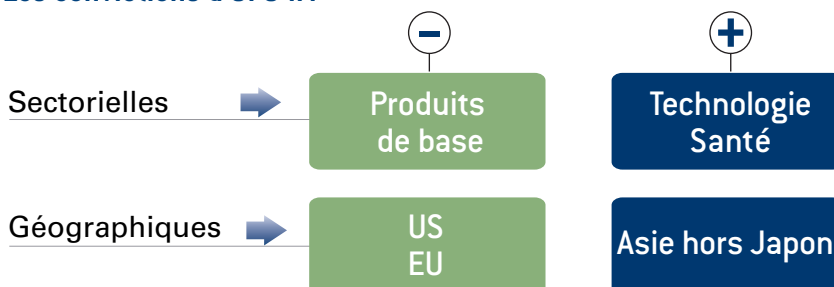 −
+
Sectorielles
Produits
de base
Technologie
Santé
Géographiques
US
EU
Asie hors Japon